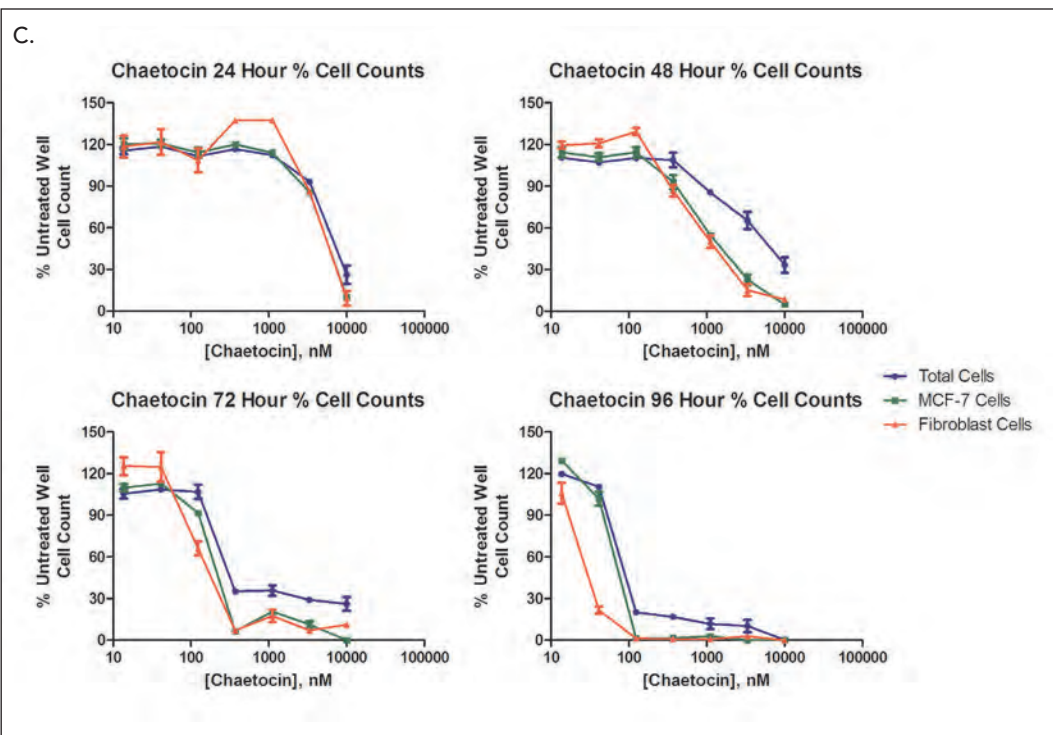 C.
Chaetocin 24 Hour % Cell Counts
% Untreated Well
Cell Count
150
120
90
60
30
0
10 100 1000 10000 100000
[Chaetocin], nM
Chaetocin 48 Hour % Cell Counts
% Untreated Well
Cell Count
150
120
90
60
30
0
10 100 1000 10000 100000
[Chaetocin], nM
Total Cells
MCF-7 Cells
Fibroblast Cells
Chaetocin 72 Hour % Cell Counts
% Untreated Well
Cell Count
150
120
90
60
30
0
10 100 1000 10000 100000
[Chaetocin], nM
Chaetocin 96 Hour % Cell Counts
% Untreated Well
Cell Count
150
120
90
60
30
0
10 100 1000 10000 100000
[Chaetocin], nM